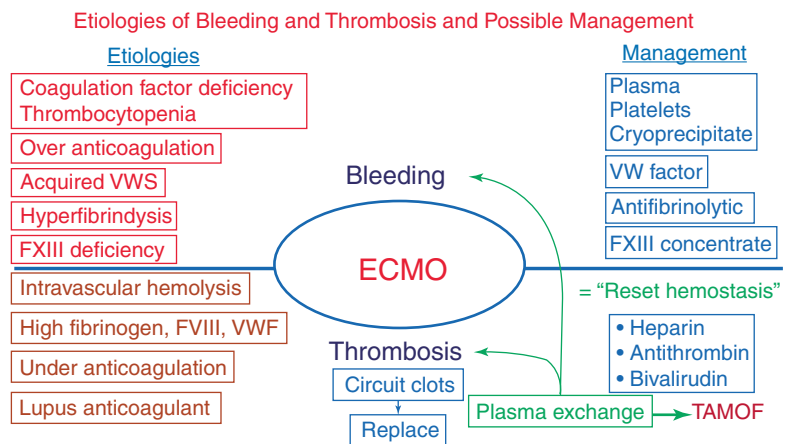 Etiologies of Bleeding and Thrombosis and Possible Management
Etiologies
Coagulation factor deficiency
Thrombocytopenia
Over anticoagulation
Acquired VWS
Hyperfibrindysis
FXIII deficiency
Intravascular hemolysis
High fibrinogen, FVIII, VWF
Under anticoagulation
Lupus anticoagulant
Bleeding
ECMO
Thrombosis
Circuit clots
Replace
Management
Plasma
Platelets
Cryoprecipitate
VW factor
Antifibrinolytic
FXIII concentrate
= “Reset hemostasis”
• Heparin
• Antithrombin
• Bivalirudin
Plasma exchange
TAMOF